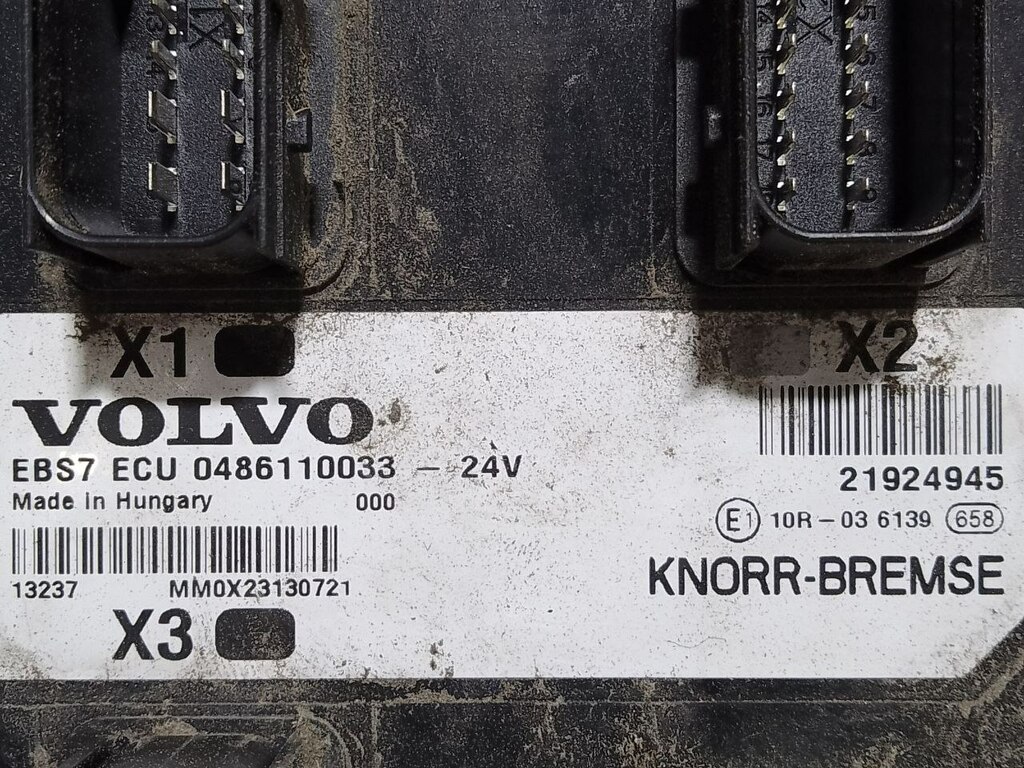 X1
X2
VOLVO
EBS7 ECU 0486110033 – 24V
Made in Hungary 000
21924945
E1 10R – 03 6139 658
13237 MM0X23130721
KNORR-BREMSE
X3